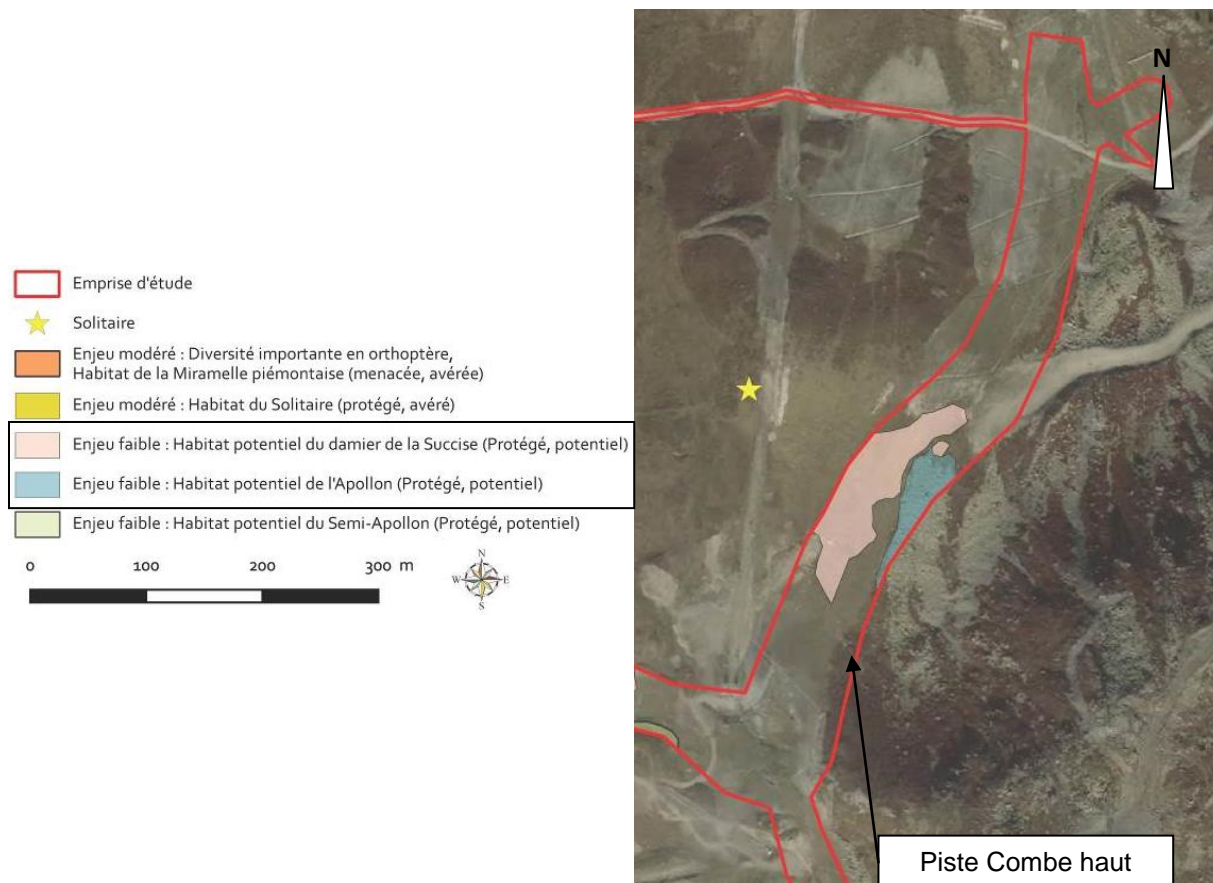 N
Emprise d'étude
Solitaire
Enjeu modéré : Diversité importante en orthoptère,
Habitat de la Miramelle piémontaise (menacée, avérée)
Enjeu modéré : Habitat du Solitaire (protégé, avéré)
Enjeu faible : Habitat potentiel du damier de la Succise (Protégé, potentiel)
Enjeu faible : Habitat potentiel de l'Apollon (Protégé, potentiel)
Enjeu faible : Habitat potentiel du Semi-Apollon (Protégé, potentiel)
0 100 200 300 m
N
W E
S
Piste Combe haut